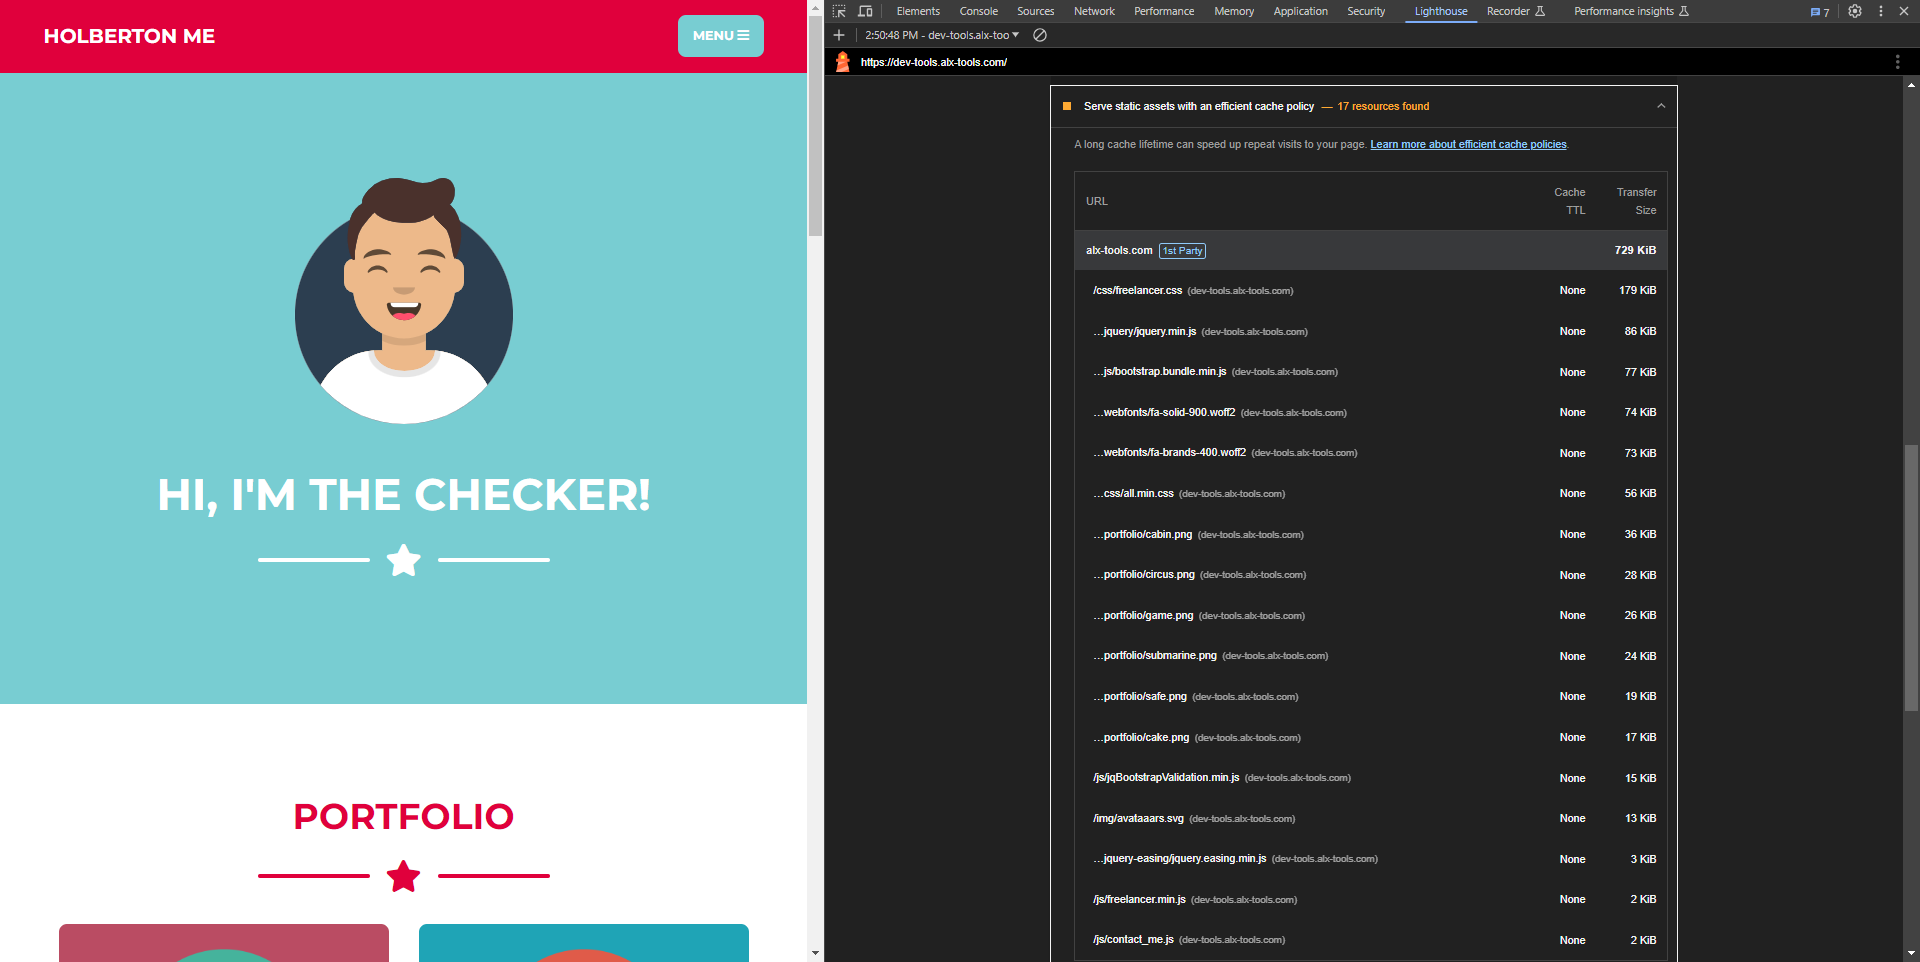 HOLBERTON ME
MENU
HI, I'M THE CHECKER!
PORTFOLIO
Elements Console Sources Network Performance Memory Application Security Lighthouse Recorder Performance insights 7
2:50:48 PM - dev-tools.alx-too
https://dev-tools.alx-tools.com/
Serve static assets with an efficient cache policy — 17 resources found
A long cache lifetime can speed up repeat visits to your page. Learn more about efficient cache policies.
URL Cache TTL Transfer Size
alx-tools.com 1st Party 729 KiB
/css/freelancer.css (dev-tools.alx-tools.com) None 179 KiB
…jquery/jquery.min.js (dev-tools.alx-tools.com) None 86 KiB
…js/bootstrap.bundle.min.js (dev-tools.alx-tools.com) None 77 KiB
…webfonts/fa-solid-900.woff2 (dev-tools.alx-tools.com) None 74 KiB
…webfonts/fa-brands-400.woff2 (dev-tools.alx-tools.com) None 73 KiB
…css/all.min.css (dev-tools.alx-tools.com) None 56 KiB
…portfolio/cabin.png (dev-tools.alx-tools.com) None 36 KiB
…portfolio/circus.png (dev-tools.alx-tools.com) None 28 KiB
…portfolio/game.png (dev-tools.alx-tools.com) None 26 KiB
…portfolio/submarine.png (dev-tools.alx-tools.com) None 24 KiB
…portfolio/safe.png (dev-tools.alx-tools.com) None 19 KiB
…portfolio/cake.png (dev-tools.alx-tools.com) None 17 KiB
/js/jqBootstrapValidation.min.js (dev-tools.alx-tools.com) None 15 KiB
/img/avataaars.svg (dev-tools.alx-tools.com) None 13 KiB
…jquery-easing/jquery.easing.min.js (dev-tools.alx-tools.com) None 3 KiB
/js/freelancer.min.js (dev-tools.alx-tools.com) None 2 KiB
/js/contact_me.js (dev-tools.alx-tools.com) None 2 KiB